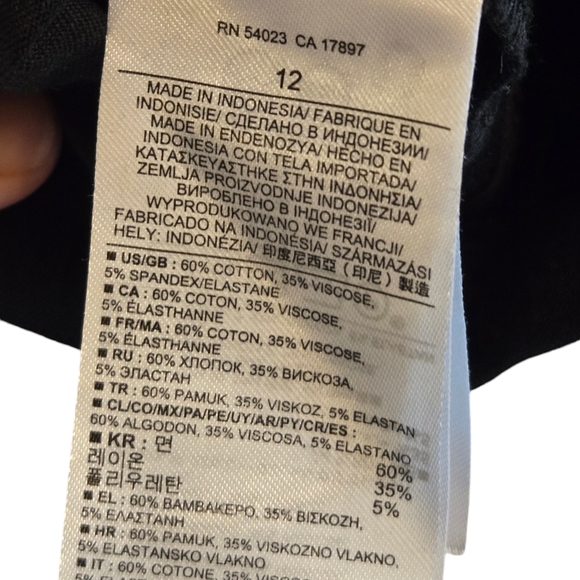 RN 54023 CA 17897
12
MADE IN INDONESIA/ FABRIQUE EN
INDONISIE/ СДЕЛАНО В ИНДОНЕЗИИ/
MADE IN ENDENOZYA/ HECHO EN
INDONESIA CON TELA IMPORTADA/
ΚΑΤΑΣΚΕΥΑΣΤΗΚΕ ΣΤΗΝ ΙΝΔΟΝΗΣΙΑ/
ZEMLJA PROIZVODNJE INDONEZIJA/
ВИРОБЛЕНО В ІНДОНЕЗІЇ/
WYPRODUKOWANO WE FRANCJI/
FABRICADO NA INDONÉSIA/ SZÁRMAZÁSI
HELY: INDONÉZIA/ 印度尼西亞 (印尼) 製造
■ US/GB : 60% COTTON, 35% VISCOSE,
5% SPANDEX/ELASTANE
■ CA : 60% COTON, 35% VISCOSE,
5% ÉLASTHANNE
■ FR/MA : 60% COTON, 35% VISCOSE,
5% ÉLASTHANNE
■ RU : 60% ХЛОПОК, 35% ВИСКОЗА,
5% ЭЛАСТАН
■ TR : 60% PAMUK, 35% VISKOZ, 5% ELASTAN
■ CL/CO/MX/PA/PE/UY/AR/PY/CR/ES :
60% ALGODON, 35% VISCOSA, 5% ELASTANO
■ KR : 면 60%
레이온 35%
폴리우레탄 5%
■ EL : 60% ΒΑΜΒΑΚΕΡΟ, 35% ΒΙΣΚΟΖΗ,
5% ΕΛΑΣΤΑΝΗ
■ HR : 60% PAMUK, 35% VISKOZNO VLAKNO,
5% ELASTANSKO VLAKNO
■ IT : 60% COTONE, 35% VISCOSE,